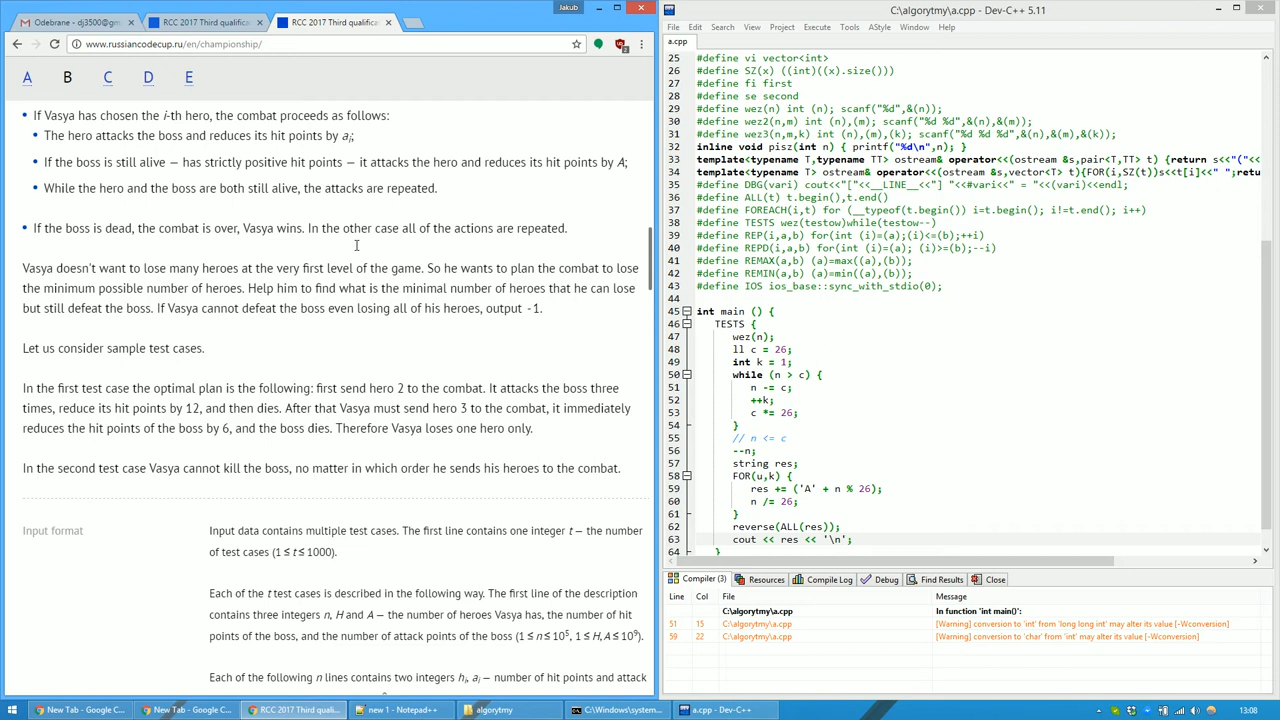 Jakub
Odebrane - dj3500@gm
RCC 2017 Third qualifica
RCC 2017 Third qualifica
www.russiancodecup.ru/en/championship/
A B C D E
If Vasya has chosen the i-th hero, the combat proceeds as follows:
The hero attacks the boss and reduces its hit points by ai;
If the boss is still alive — has strictly positive hit points — it attacks the hero and reduces its hit points by A;
While the hero and the boss are both still alive, the attacks are repeated.
If the boss is dead, the combat is over, Vasya wins. In the other case all of the actions are repeated.
Vasya doesn't want to lose many heroes at the very first level of the game. So he wants to plan the combat to lose
the minimum possible number of heroes. Help him to find what is the minimal number of heroes that he can lose
but still defeat the boss. If Vasya cannot defeat the boss even losing all of his heroes, output -1.
Let us consider sample test cases.
In the first test case the optimal plan is the following: first send hero 2 to the combat. It attacks the boss three
times, reduce its hit points by 12, and then dies. After that Vasya must send hero 3 to the combat, it immediately
reduces the hit points of the boss by 6, and the boss dies. Therefore Vasya loses one hero only.
In the second test case Vasya cannot kill the boss, no matter in which order he sends his heroes to the combat.
Input format
Input data contains multiple test cases. The first line contains one integer t — the number
of test cases (1 ≤ t ≤ 1000).
Each of the t test cases is described in the following way. The first line of the description
contains three integers n, H and A — the number of heroes Vasya has, the number of hit
points of the boss, and the number of attack points of the boss (1 ≤ n ≤ 10⁵, 1 ≤ H, A ≤ 10⁹).
Each of the following n lines contains two integers hi, ai — number of hit points and attack
C:\algorytmy\a.cpp - Dev-C++ 5.11
File Edit Search View Project Execute Tools AStyle Window Help
a.cpp
25 #define vi vector<int>
26 #define SZ(x) ((int)((x).size()))
27 #define fi first
28 #define se second
29 #define wez(n) int (n); scanf("%d",&(n));
30 #define wez2(n,m) int (n),(m); scanf("%d %d",&(n),&(m));
31 #define wez3(n,m,k) int (n),(m),(k); scanf("%d %d %d",&(n),&(m),&(k));
32 inline void pisz(int n) { printf("%d\n",n); }
33 template<typename T,typename TT> ostream& operator<<(ostream &s,pair<T,TT> t) {return s<<"("<
34 template<typename T> ostream& operator<<(ostream &s,vector<T> t){FOR(i,SZ(t))s<<t[i]<<" ";retu
35 #define DBG(vari) cout<<"["<<__LINE__<<"] "<<#vari<<" = "<<(vari)<<endl;
36 #define ALL(t) t.begin(),t.end()
37 #define FOREACH(i,t) for (__typeof(t.begin()) i=t.begin(); i!=t.end(); i++)
38 #define TESTS wez(testow)while(testow--)
39 #define REP(i,a,b) for(int (i)=(a);(i)<=(b);++i)
40 #define REPD(i,a,b) for(int (i)=(a); (i)>=(b);--i)
41 #define REMAX(a,b) (a)=max((a),(b));
42 #define REMIN(a,b) (a)=min((a),(b));
43 #define IOS ios_base::sync_with_stdio(0);
44
45 int main () {
46 TESTS {
47 wez(n);
48 ll c = 26;
49 int k = 1;
50 while (n > c) {
51 n -= c;
52 ++k;
53 c *= 26;
54 }
55 // n <= c
56 --n;
57 string res;
58 FOR(u,k) {
59 res += ('A' + n % 26);
60 n /= 26;
61 }
62 reverse(ALL(res));
63 cout << res << '\n';
64 }
Compiler (3) Resources Compile Log Debug Find Results Close
Line Col File Message
C:\algorytmy\a.cpp In function 'int main()':
51 15 C:\algorytmy\a.cpp [Warning] conversion to 'int' from 'long long int' may alter its value [-Wconversion]
59 22 C:\algorytmy\a.cpp [Warning] conversion to 'char' from 'int' may alter its value [-Wconversion]
New Tab - Google C... New Tab - Google C... RCC 2017 Third quali... new 1 - Notepad++ algorytmy C:\Windows\system... a.cpp - Dev-C++ 13:08